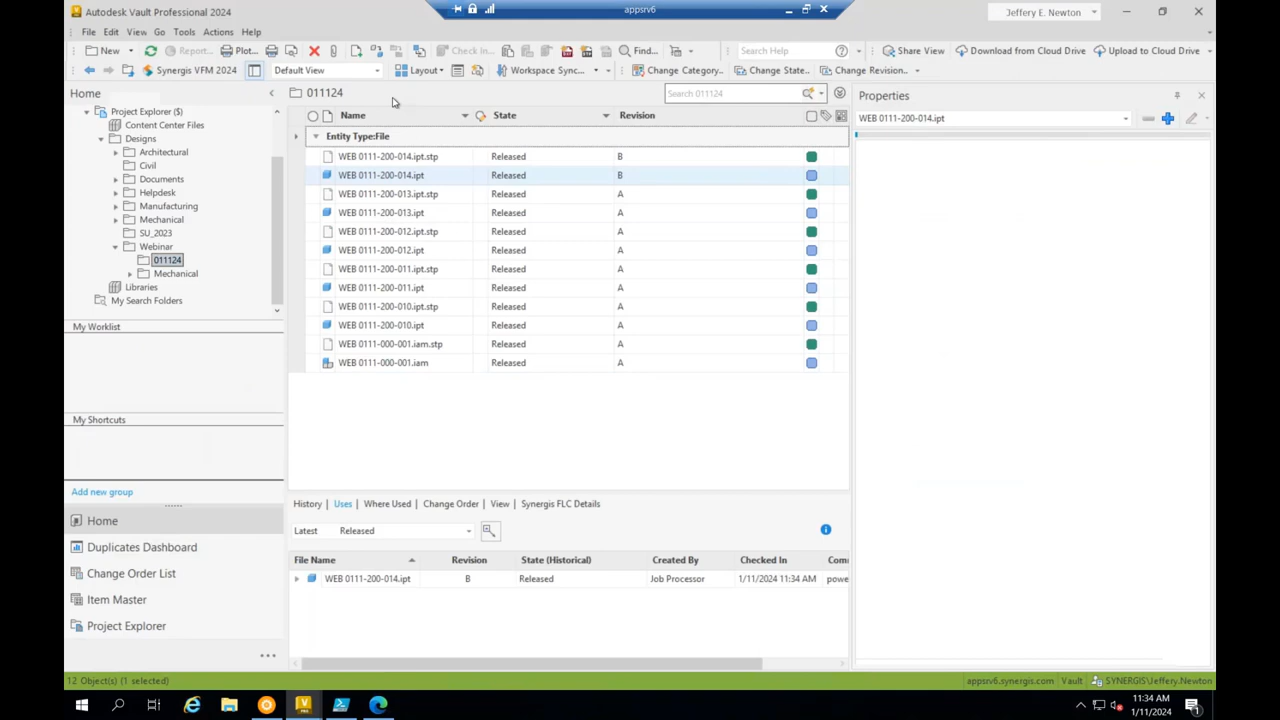 Autodesk Vault Professional 2024
appsrv6
Jeffery E. Newton
File Edit View Go Tools Actions Help
New Report... Plot... Check In... Find... Search Help Share View Download from Cloud Drive Upload to Cloud Drive
Synergis VFM 2024 Default View Layout Workspace Sync... Change Category.. Change State.. Change Revision..
Home
Project Explorer ($)
Content Center Files
Designs
Architectural
Civil
Documents
Helpdesk
Manufacturing
Mechanical
SU_2023
Webinar
011124
Mechanical
Libraries
My Search Folders
My Worklist
My Shortcuts
Add new group
Home
Duplicates Dashboard
Change Order List
Item Master
Project Explorer
011124
Search 011124
Name State Revision
Entity Type:File
WEB 0111-200-014.ipt.stp Released B
WEB 0111-200-014.ipt Released B
WEB 0111-200-013.ipt.stp Released A
WEB 0111-200-013.ipt Released A
WEB 0111-200-012.ipt.stp Released A
WEB 0111-200-012.ipt Released A
WEB 0111-200-011.ipt.stp Released A
WEB 0111-200-011.ipt Released A
WEB 0111-200-010.ipt.stp Released A
WEB 0111-200-010.ipt Released A
WEB 0111-000-001.iam.stp Released A
WEB 0111-000-001.iam Released A
History Uses Where Used Change Order View Synergis FLC Details
Latest Released
File Name Revision State (Historical) Created By Checked In Comi
WEB 0111-200-014.ipt B Released Job Processor 1/11/2024 11:34 AM powe
Properties
WEB 0111-200-014.ipt
12 Object(s) (1 selected)
appsrv6.synergis.com Vault SYNERGIS\Jeffery.Newton
11:34 AM
1/11/2024